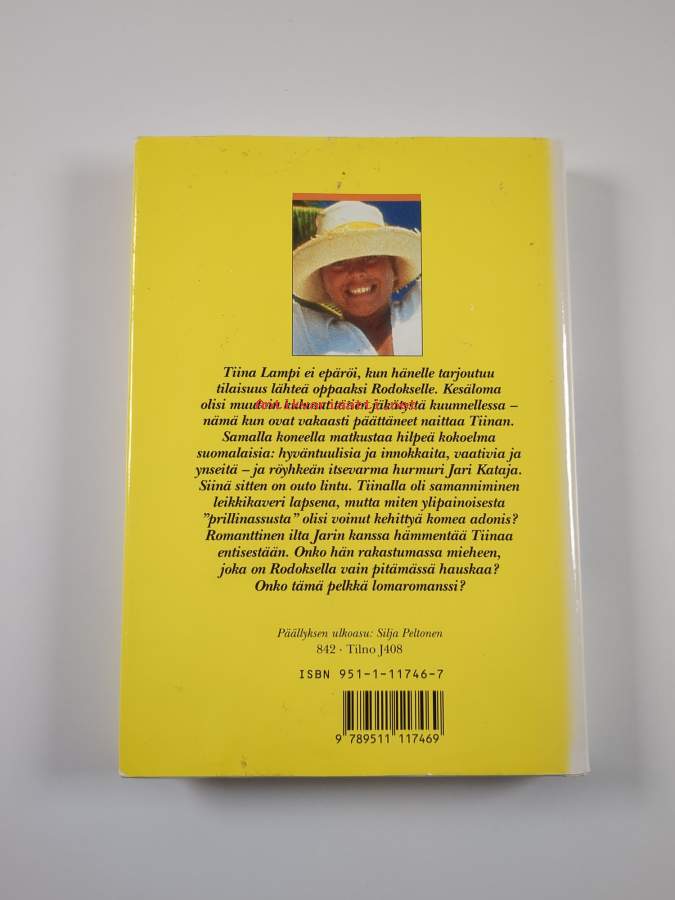 Tiina Lampi ei epäröi, kun hänelle tarjoutuu
tilaisuus lähteä oppaaksi Rodokselle. Kesäloma
olisi muuten kulunut tätien jäkätystä kuunnellessa –
nämä kun ovat vakaasti päättäneet naittaa Tiinan.
Samalla koneella matkustaa hilpeä kokoelma
suomalaisia: hyväntuulisia ja innokkaita, vaativia ja
ynseitä – ja röyhkeän itsevarma hurmuri Jari Kataja.
Siinä sitten on outo lintu. Tiinalla oli samanniminen
leikkikaveri lapsena, mutta miten ylipainoisesta
”prillinassusta” olisi voinut kehittyä komea adonis?
Romanttinen ilta Jarin kanssa hämmentää Tiinaa
entisestään. Onko hän rakastumassa mieheen,
joka on Rodoksella vain pitämässä hauskaa?
Onko tämä pelkkä lomaromanssi?
Päällyksen ulkoasu: Silja Peltonen
842 · Tilno J408
ISBN 951-1-11746-7
9 789511 117469